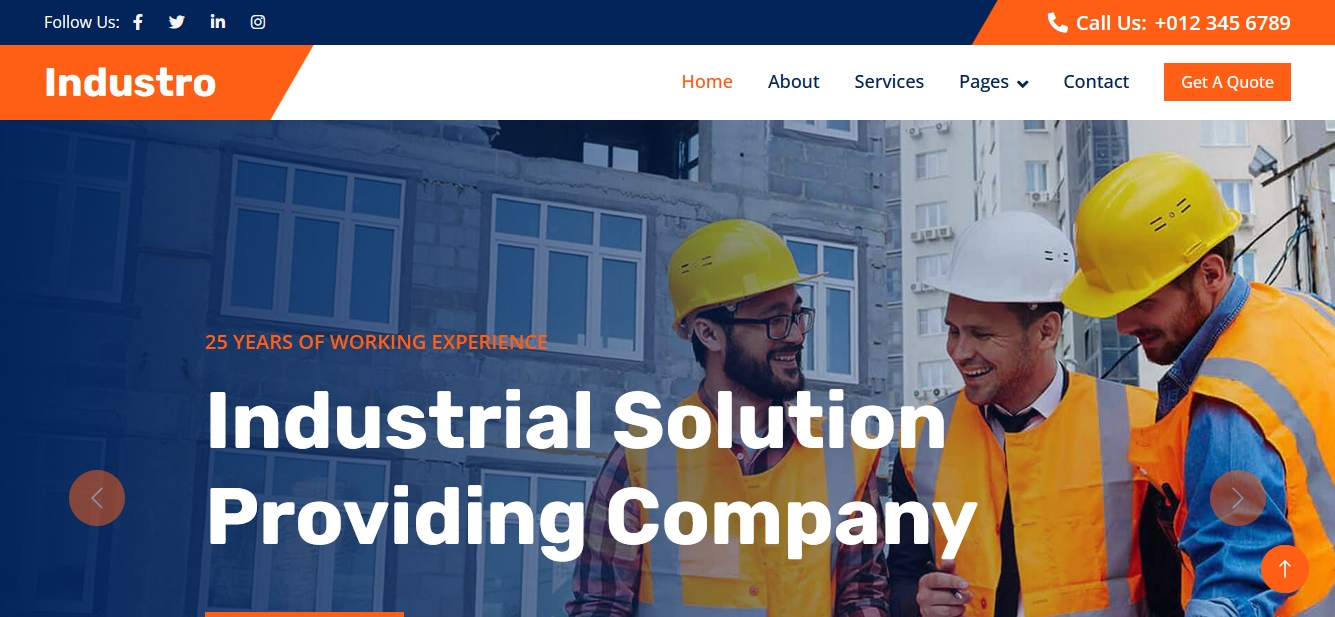 Follow Us:
Call Us: +012 345 6789
Industro
Home About Services Pages Contact Get A Quote
25 YEARS OF WORKING EXPERIENCE
Industrial Solution
Providing Company